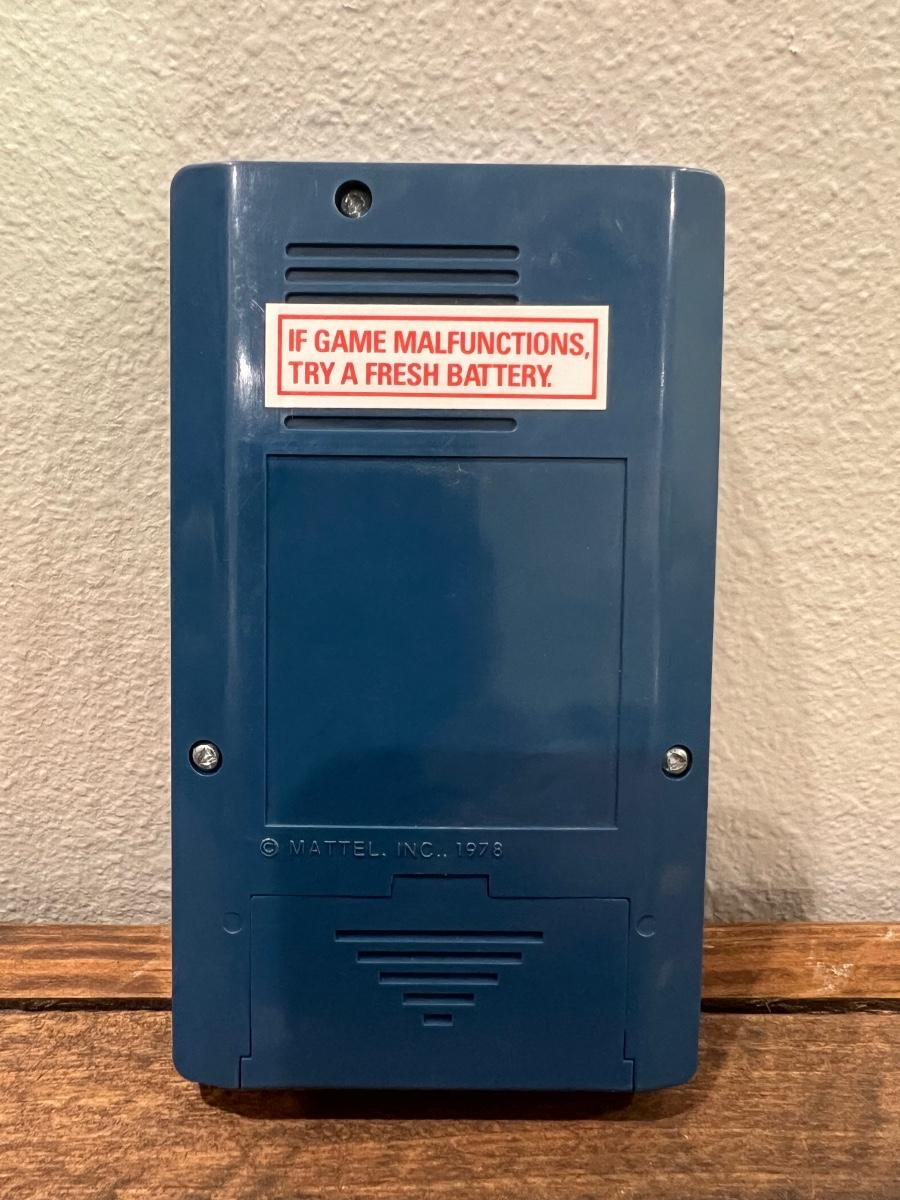 IF GAME MALFUNCTIONS,
TRY A FRESH BATTERY.
© MATTEL, INC., 1978